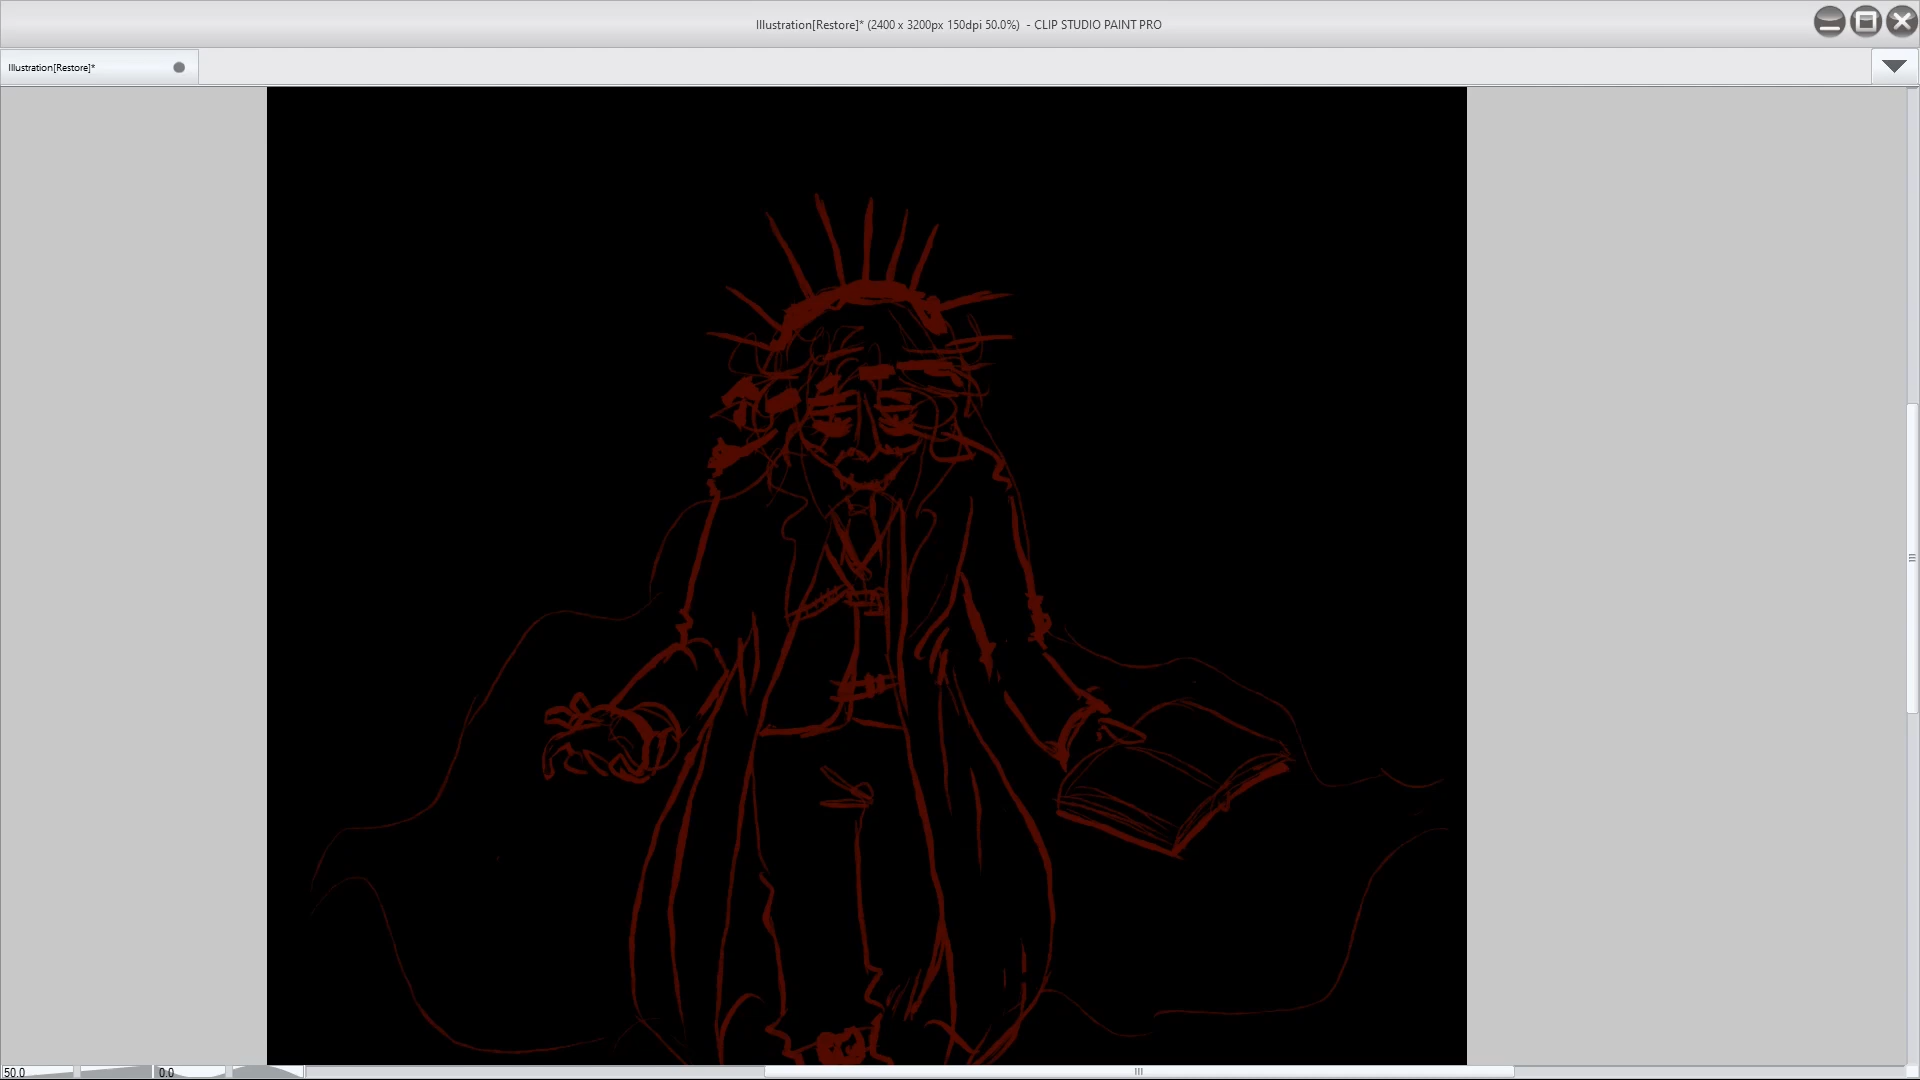 Illustration[Restore]* (2400 x 3200px 150dpi 50.0%)  - CLIP STUDIO PAINT PRO
Illustration[Restore]*
50.0
0.0